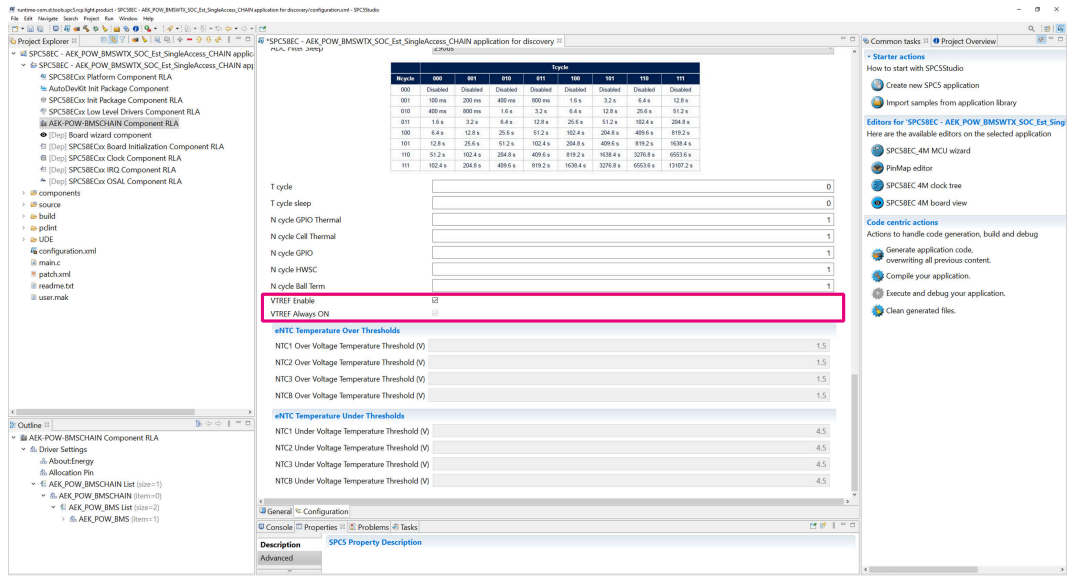 runtime-com.st.tools.spc5.rcp.light.product - SPC58EC - AEK_POW_BMSWTX_SOC_Est_SingleAccess_CHAIN application for discovery/configuration.xml - SPC5Studio
File Edit Navigate Search Project Run Window Help
Project Explorer
SPC58EC - AEK_POW_BMSWTX_SOC_Est_SingleAccess_CHAIN applic
SPC58EC - AEK_POW_BMSWTX_SOC_Est_SingleAccess_CHAIN app
SPC58ECxx Platform Component RLA
AutoDevKit Init Package Component
SPC58ECxx Init Package Component RLA
SPC58ECxx Low Level Drivers Component RLA
AEK-POW-BMSCHAIN Component RLA
[Dep] Board wizard component
[Dep] SPC58ECxx Board Initialization Component RLA
[Dep] SPC58ECxx Clock Component RLA
[Dep] SPC58ECxx IRQ Component RLA
[Dep] SPC58ECxx OSAL Component RLA
components
source
build
pdint
UDE
configuration.xml
main.c
patch.xml
readme.txt
user.mak
Outline
AEK-POW-BMSCHAIN Component RLA
Driver Settings
About:Energy
Allocation Pin
AEK_POW_BMSCHAIN List (size=1)
AEK_POW_BMSCHAIN (item=0)
AEK_POW_BMS List (size=2)
AEK_POW_BMS (item=1)
*SPC58EC - AEK_POW_BMSWTX_SOC_Est_SingleAccess_CHAIN application for discovery
ADC Filter Sleep 290us
Tcycle
Ncycle 000 001 010 011 100 101 110 111
000 Disabled Disabled Disabled Disabled Disabled Disabled Disabled Disabled
001 100 ms 200 ms 400 ms 800 ms 1.6 s 3.2 s 6.4 s 12.8 s
010 400 ms 800 ms 1.6 s 3.2 s 6.4 s 12.8 s 25.6 s 51.2 s
011 1.6 s 3.2 s 6.4 s 12.8 s 25.6 s 51.2 s 102.4 s 204.8 s
100 6.4 s 12.8 s 25.6 s 51.2 s 102.4 s 204.8 s 409.6 s 819.2 s
101 12.8 s 25.6 s 51.2 s 102.4 s 204.8 s 409.6 s 819.2 s 1638.4 s
110 51.2 s 102.4 s 204.8 s 409.6 s 819.2 s 1638.4 s 3276.8 s 6553.6 s
111 102.4 s 204.8 s 409.6 s 819.2 s 1638.4 s 3276.8 s 6553.6 s 13107.2 s
T cycle 0
T cycle sleep 0
N cycle GPIO Thermal 1
N cycle Cell Thermal 1
N cycle GPIO 1
N cycle HWSC 1
N cycle Ball Term 1
VTREF Enable
VTREF Always ON
eNTC Temperature Over Thresholds
NTC1 Over Voltage Temperature Threshold (V) 1.5
NTC2 Over Voltage Temperature Threshold (V) 1.5
NTC3 Over Voltage Temperature Threshold (V) 1.5
NTC8 Over Voltage Temperature Threshold (V) 1.5
eNTC Temperature Under Thresholds
NTC1 Under Voltage Temperature Threshold (V) 4.5
NTC2 Under Voltage Temperature Threshold (V) 4.5
NTC3 Under Voltage Temperature Threshold (V) 4.5
NTC8 Under Voltage Temperature Threshold (V) 4.5
General Configuration
Console Properties Problems Tasks
Description
Advanced
SPC5 Property Description
Common tasks Project Overview
Starter actions
How to start with SPC5Studio
Create new SPC5 application
Import samples from application library
Editors for 'SPC58EC - AEK_POW_BMSWTX_SOC_Est_Sing
Here are the available editors on the selected application
SPC58EC_4M MCU wizard
PinMap editor
SPC58EC 4M clock tree
SPC58EC 4M board view
Code centric actions
Actions to handle code generation, build and debug
Generate application code,
overwriting all previous content.
Compile your application.
Execute and debug your application.
Clean generated files.